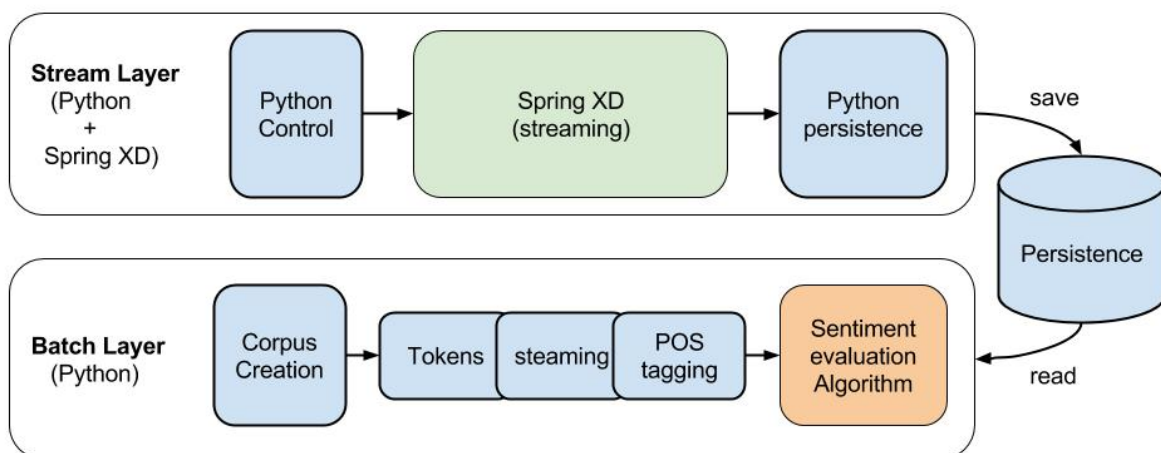 Stream Layer
(Python
+
Spring XD)
Python
Control
Spring XD
(streaming)
Python
persistence
save
Persistence
Batch Layer
(Python)
Corpus
Creation
Tokens
steaming
POS
tagging
Sentiment
evaluation
Algorithm
read